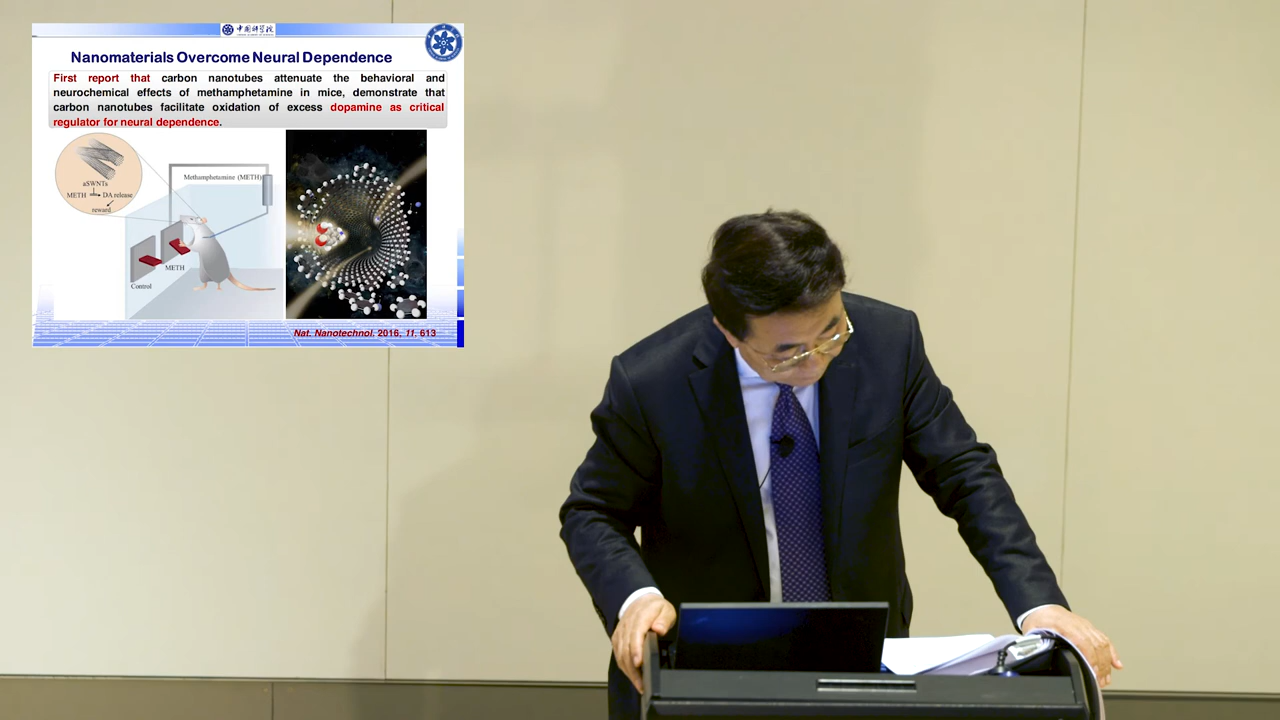 中国科学院
Nanomaterials Overcome Neural Dependence
First report that carbon nanotubes attenuate the behavioral and
neurochemical effects of methamphetamine in mice, demonstrate that
carbon nanotubes facilitate oxidation of excess dopamine as critical
regulator for neural dependence.
aSWNTs
METH
DA release
reward
Methamphetamine (METH)
METH
Control
Nat. Nanotechnol. 2016, 11, 613